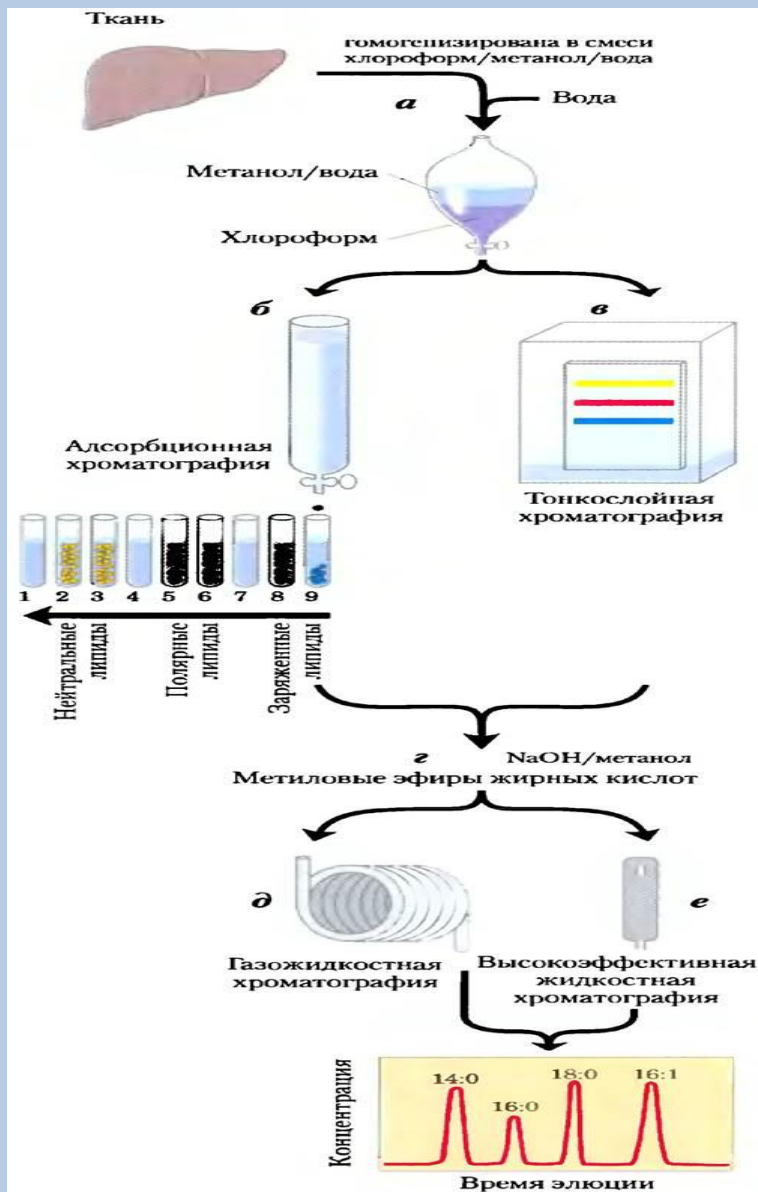 Ткань
гомогенизирована в смеси
хлороформ/метанол/вода
а
Вода
Метанол/вода
Хлороформ
б
в
Адсорбционная
хроматография
Тонкослойная
хроматография
1 2 3 4 5 6 7 8 9
Нейтральные
липиды
Полярные
липиды
Заряженные
липиды
г
NaOH/метанол
Метиловые эфиры жирных кислот
д
е
Газожидкостная
хроматография
Высокоэффективная
жидкостная
хроматография
Концентрация
14:0
16:0
18:0
16:1
Время элюции